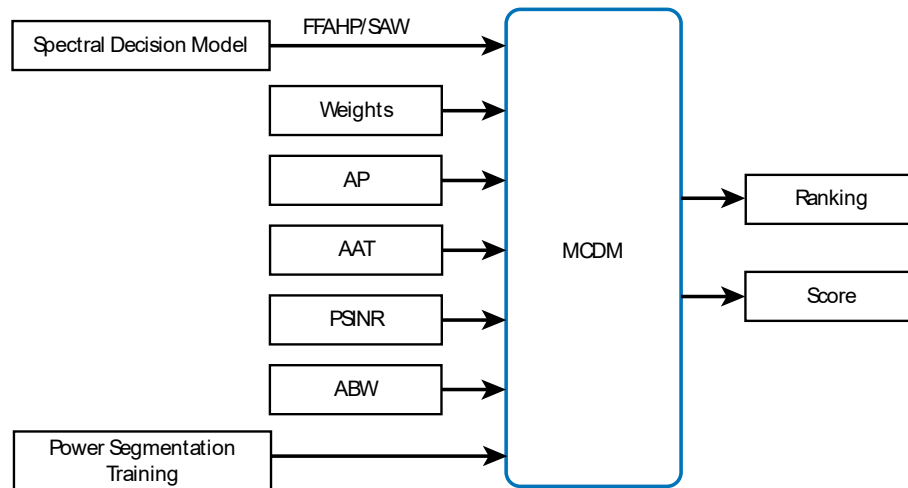 FFAHP/SAW
Spectral Decision Model
Weights
AP
AAT
PSINR
ABW
Power Segmentation
Training
MCDM
Ranking
Score